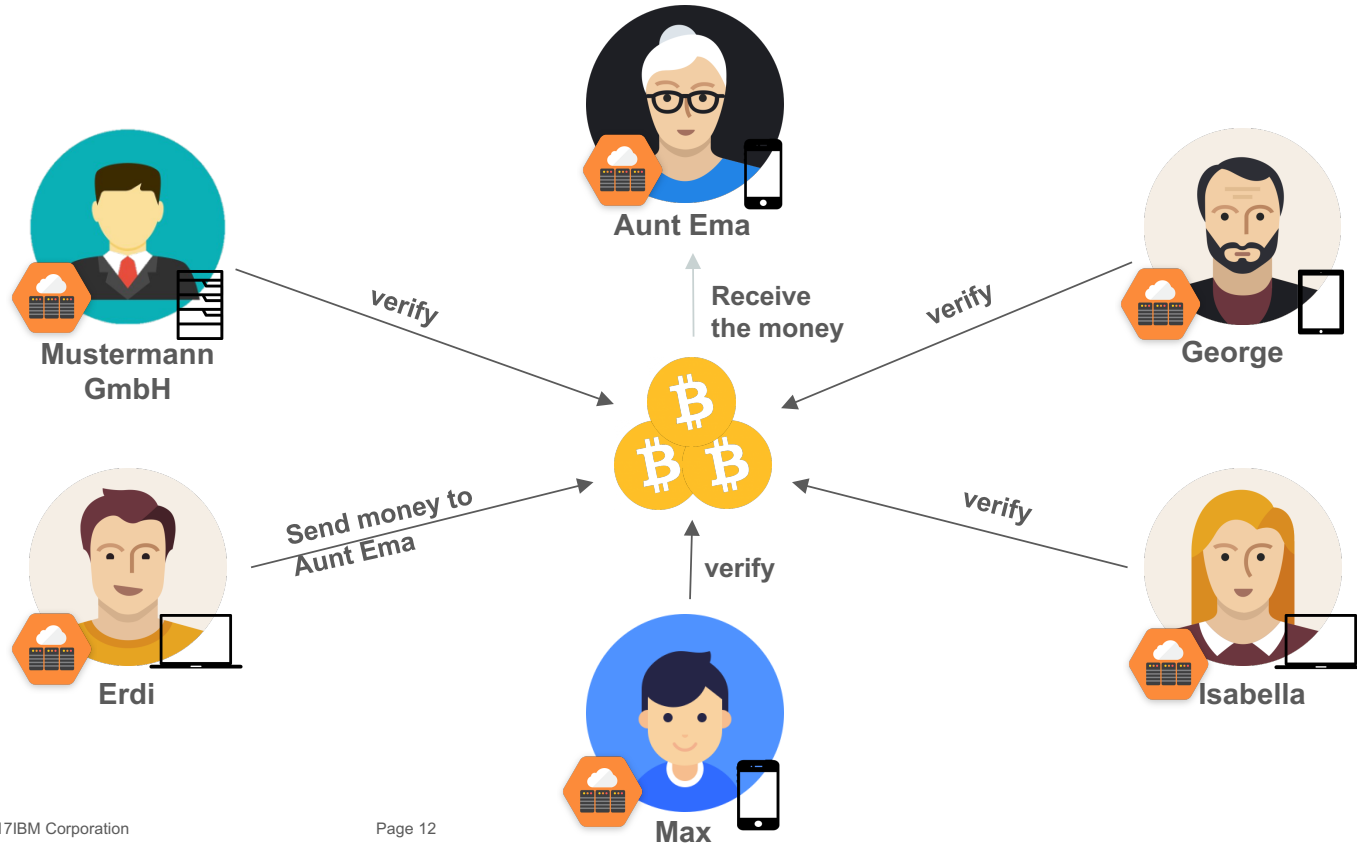 Aunt Ema
Receive
the money
verify
Mustermann
GmbH
verify
George
Send money to
Aunt Ema
Erdi
verify
Isabella
verify
Max
17IBM Corporation
Page 12